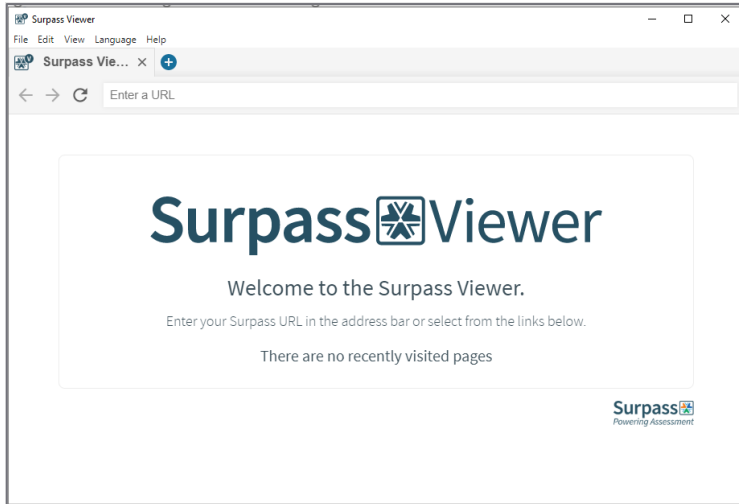 Surpass Viewer
File Edit View Language Help
Surpass Vie...
Enter a URL
Surpass Viewer
Welcome to the Surpass Viewer.
Enter your Surpass URL in the address bar or select from the links below.
There are no recently visited pages
Surpass
Powering Assessment